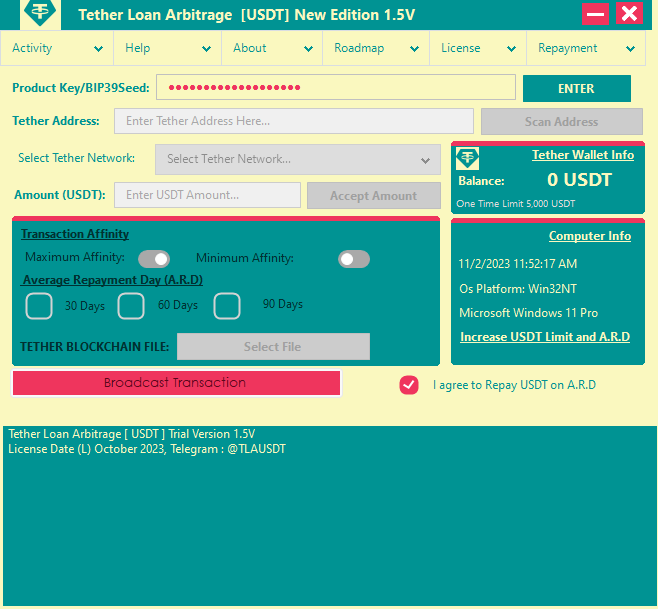 Tether Loan Arbitrage [USDT] New Edition 1.5V
Activity Help About Roadmap License Repayment
Product Key/BIP39Seed: ●●●●●●●●●●●●●●●●●● ENTER
Tether Address: Enter Tether Address Here... Scan Address
Select Tether Network: Select Tether Network...
Tether Wallet Info
Balance: 0 USDT
One Time Limit 5,000 USDT
Amount (USDT): Enter USDT Amount... Accept Amount
Transaction Affinity
Maximum Affinity: Minimum Affinity:
Average Repayment Day (A.R.D)
30 Days 60 Days 90 Days
TETHER BLOCKCHAIN FILE: Select File
Computer Info
11/2/2023 11:52:17 AM
Os Platform: Win32NT
Microsoft Windows 11 Pro
Increase USDT Limit and A.R.D
Broadcast Transaction
I agree to Repay USDT on A.R.D
Tether Loan Arbitrage [ USDT ] Trial Version 1.5V
License Date (L) October 2023, Telegram : @TLAUSDT